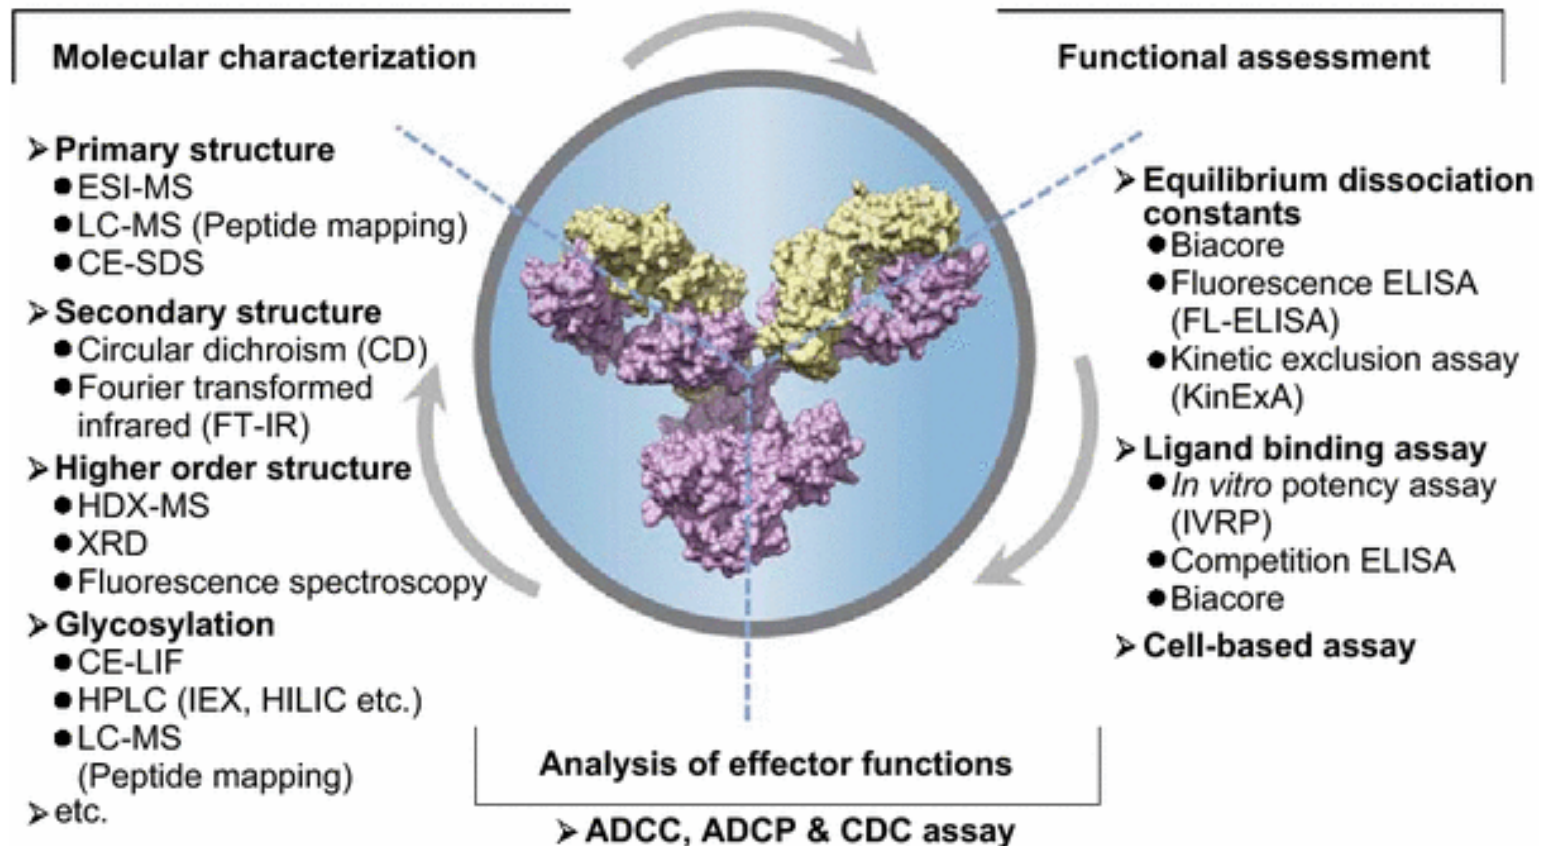 Molecular characterization
➢Primary structure
●ESI-MS
●LC-MS (Peptide mapping)
●CE-SDS
➢Secondary structure
●Circular dichroism (CD)
●Fourier transformed
infrared (FT-IR)
➢Higher order structure
●HDX-MS
●XRD
●Fluorescence spectroscopy
➢Glycosylation
●CE-LIF
●HPLC (IEX, HILIC etc.)
●LC-MS
(Peptide mapping)
➢etc.
Functional assessment
➢Equilibrium dissociation
constants
●Biacore
●Fluorescence ELISA
(FL-ELISA)
●Kinetic exclusion assay
(KinExA)
➢Ligand binding assay
●In vitro potency assay
(IVRP)
●Competition ELISA
●Biacore
➢Cell-based assay
Analysis of effector functions
➢ADCC, ADCP & CDC assay